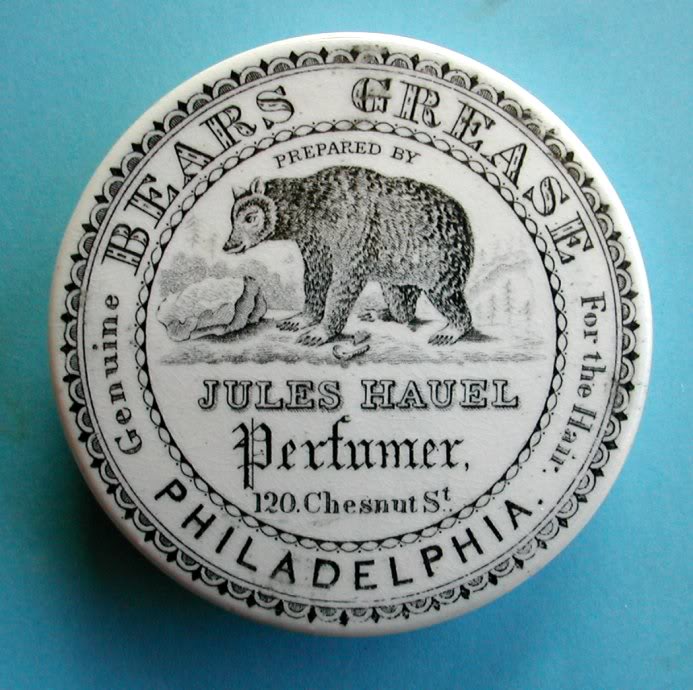 Genuine
BEARS GREASE
For the Hair.
PREPARED BY
JULES HAUEL
Perfumer,
120. Chesnut St.
PHILADELPHIA.